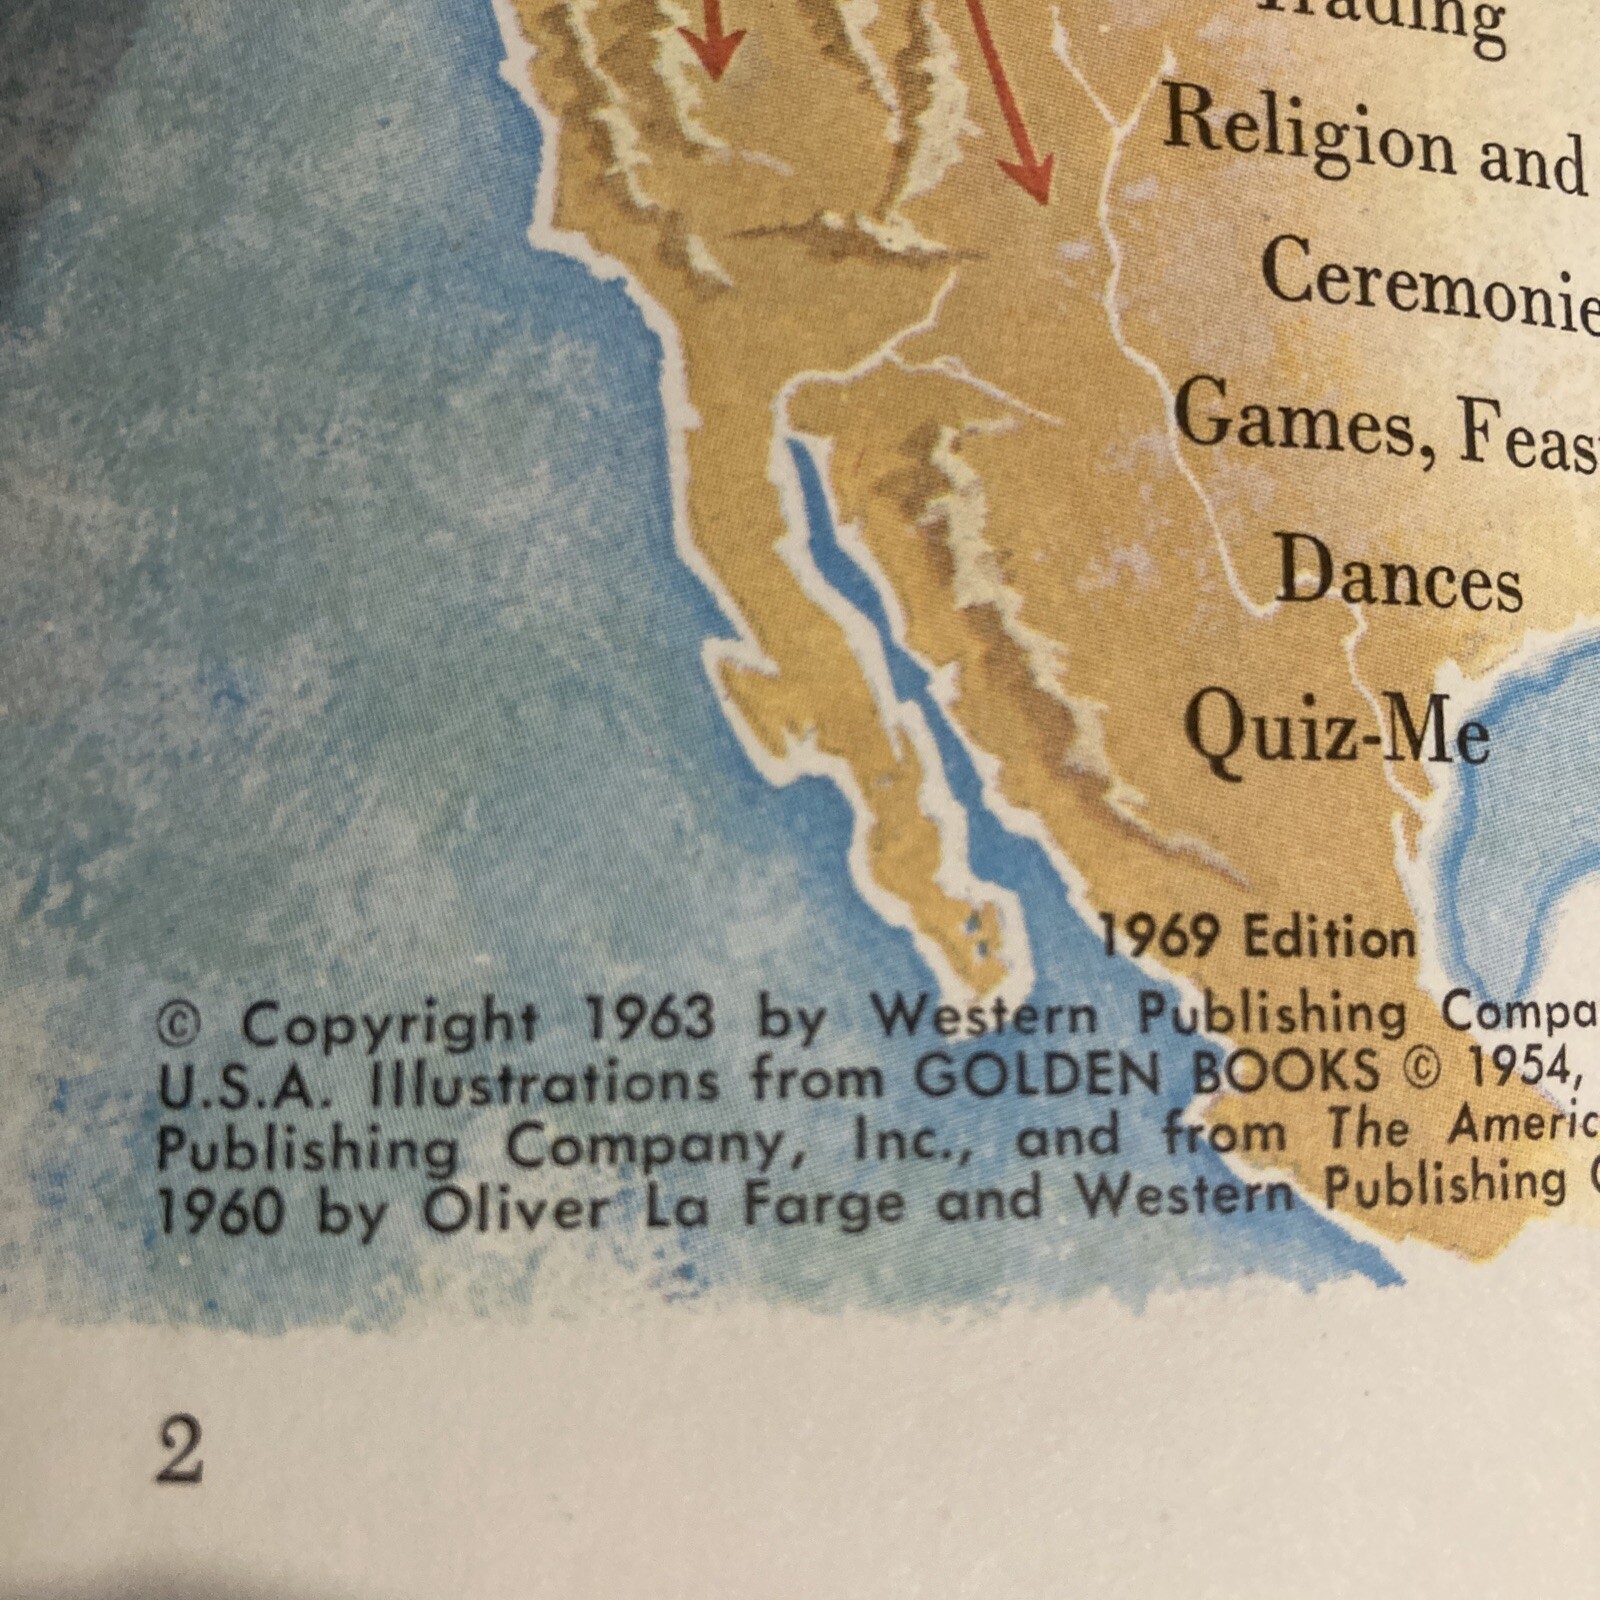 Trading
Religion and
Ceremonie
Games, Feas
Dances
Quiz-Me
1969 Edition
© Copyright 1963 by Western Publishing Compa
U.S.A. Illustrations from GOLDEN BOOKS © 1954,
Publishing Company, Inc., and from The Americ
1960 by Oliver La Farge and Western Publishing C
2